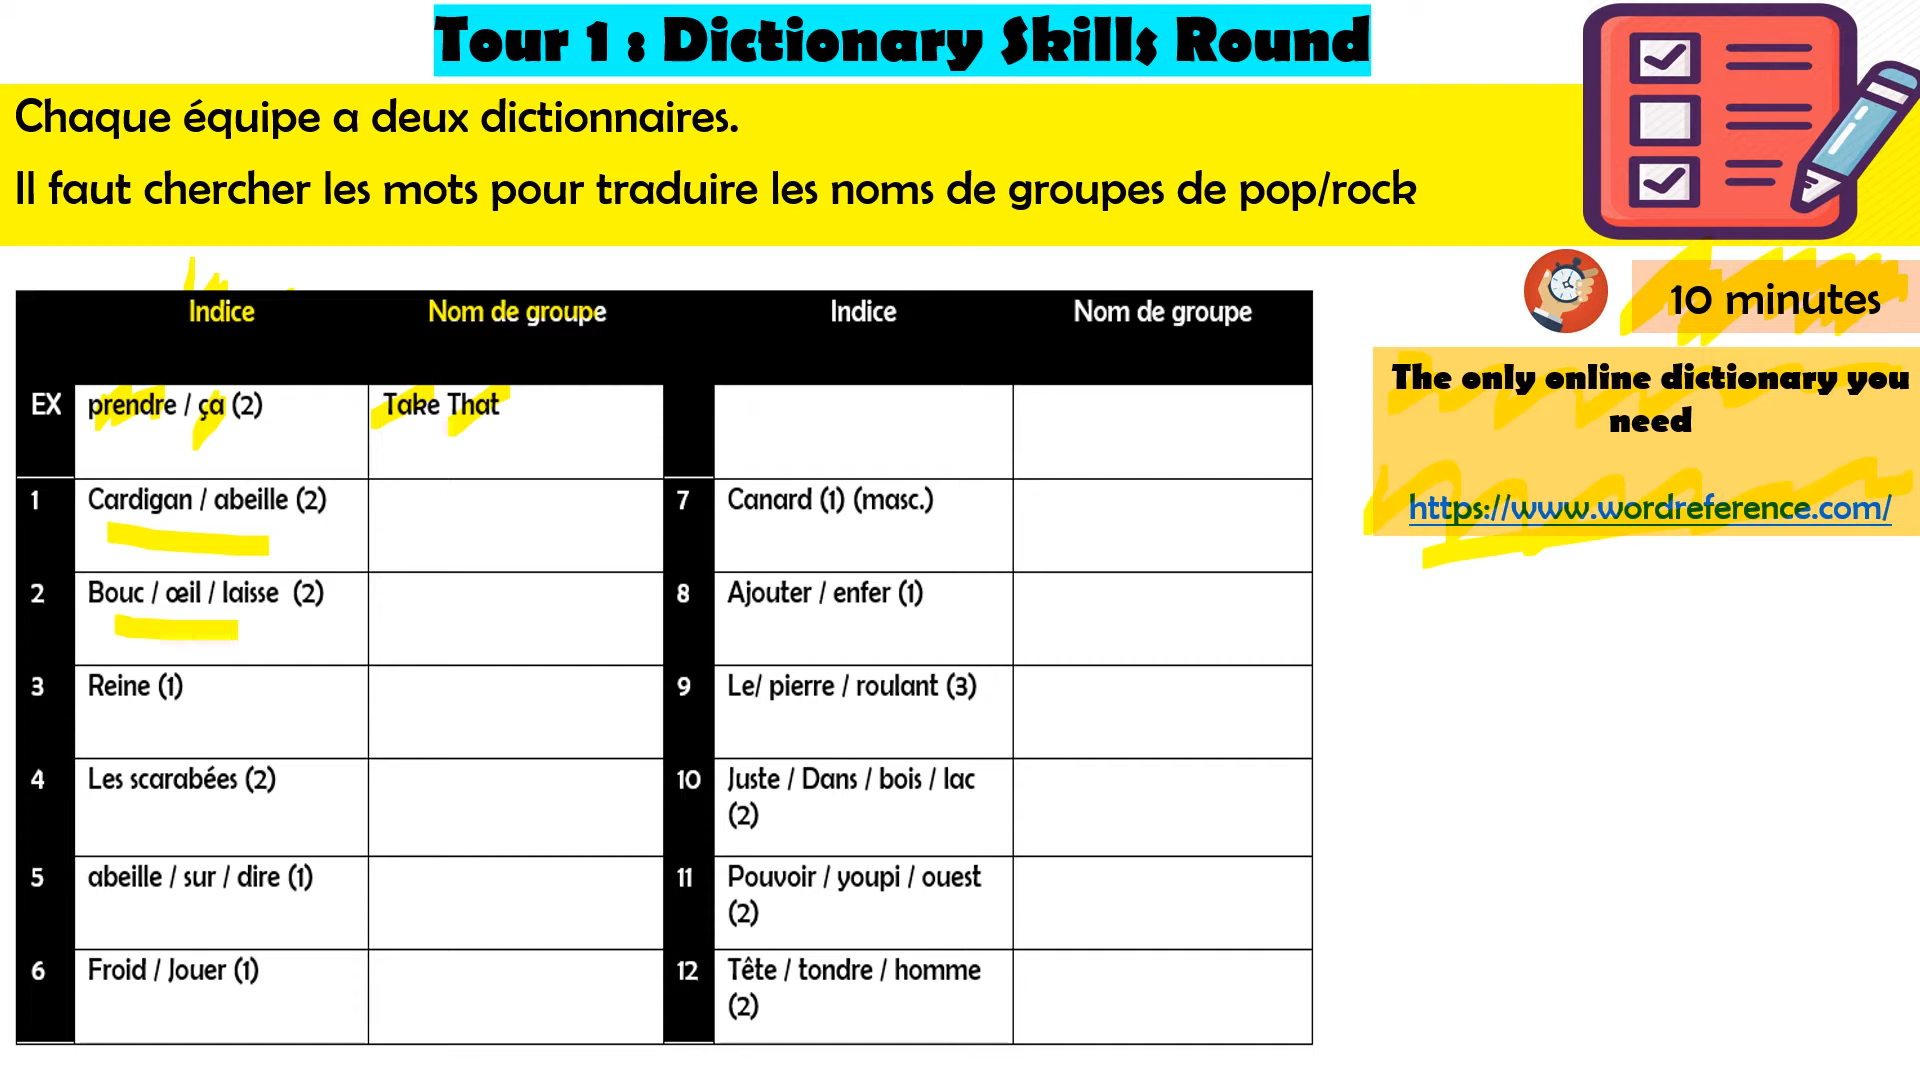 Tour 1 : Dictionary Skills Round
Chaque équipe a deux dictionnaires.
Il faut chercher les mots pour traduire les noms de groupes de pop/rock
10 minutes
The only online dictionary you
need
https://www.wordreference.com/
Indice Nom de groupe Indice Nom de groupe
EX prendre / ça (2) Take That
1 Cardigan / abeille (2) 7 Canard (1) (masc.)
2 Bouc / œil / laisse (2) 8 Ajouter / enfer (1)
3 Reine (1) 9 Le/ pierre / roulant (3)
4 Les scarabées (2) 10 Juste / Dans / bois / lac
(2)
5 abeille / sur / dire (1) 11 Pouvoir / youpi / ouest
(2)
6 Froid / Jouer (1) 12 Tête / tondre / homme
(2)